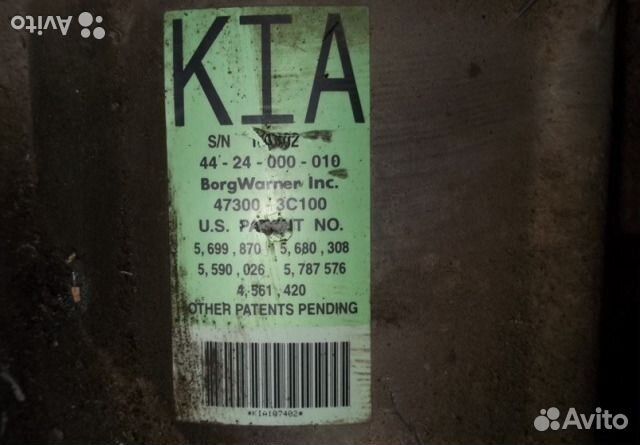 Avito
KIA
S/N
44-24-000-010
BorgWarner Inc.
47300-3C100
U.S. PATENT NO.
5,699,870 5,680,308
5,590,026 5,787 576
4,561,420
OTHER PATENTS PENDING
*KIA187402*
Avito